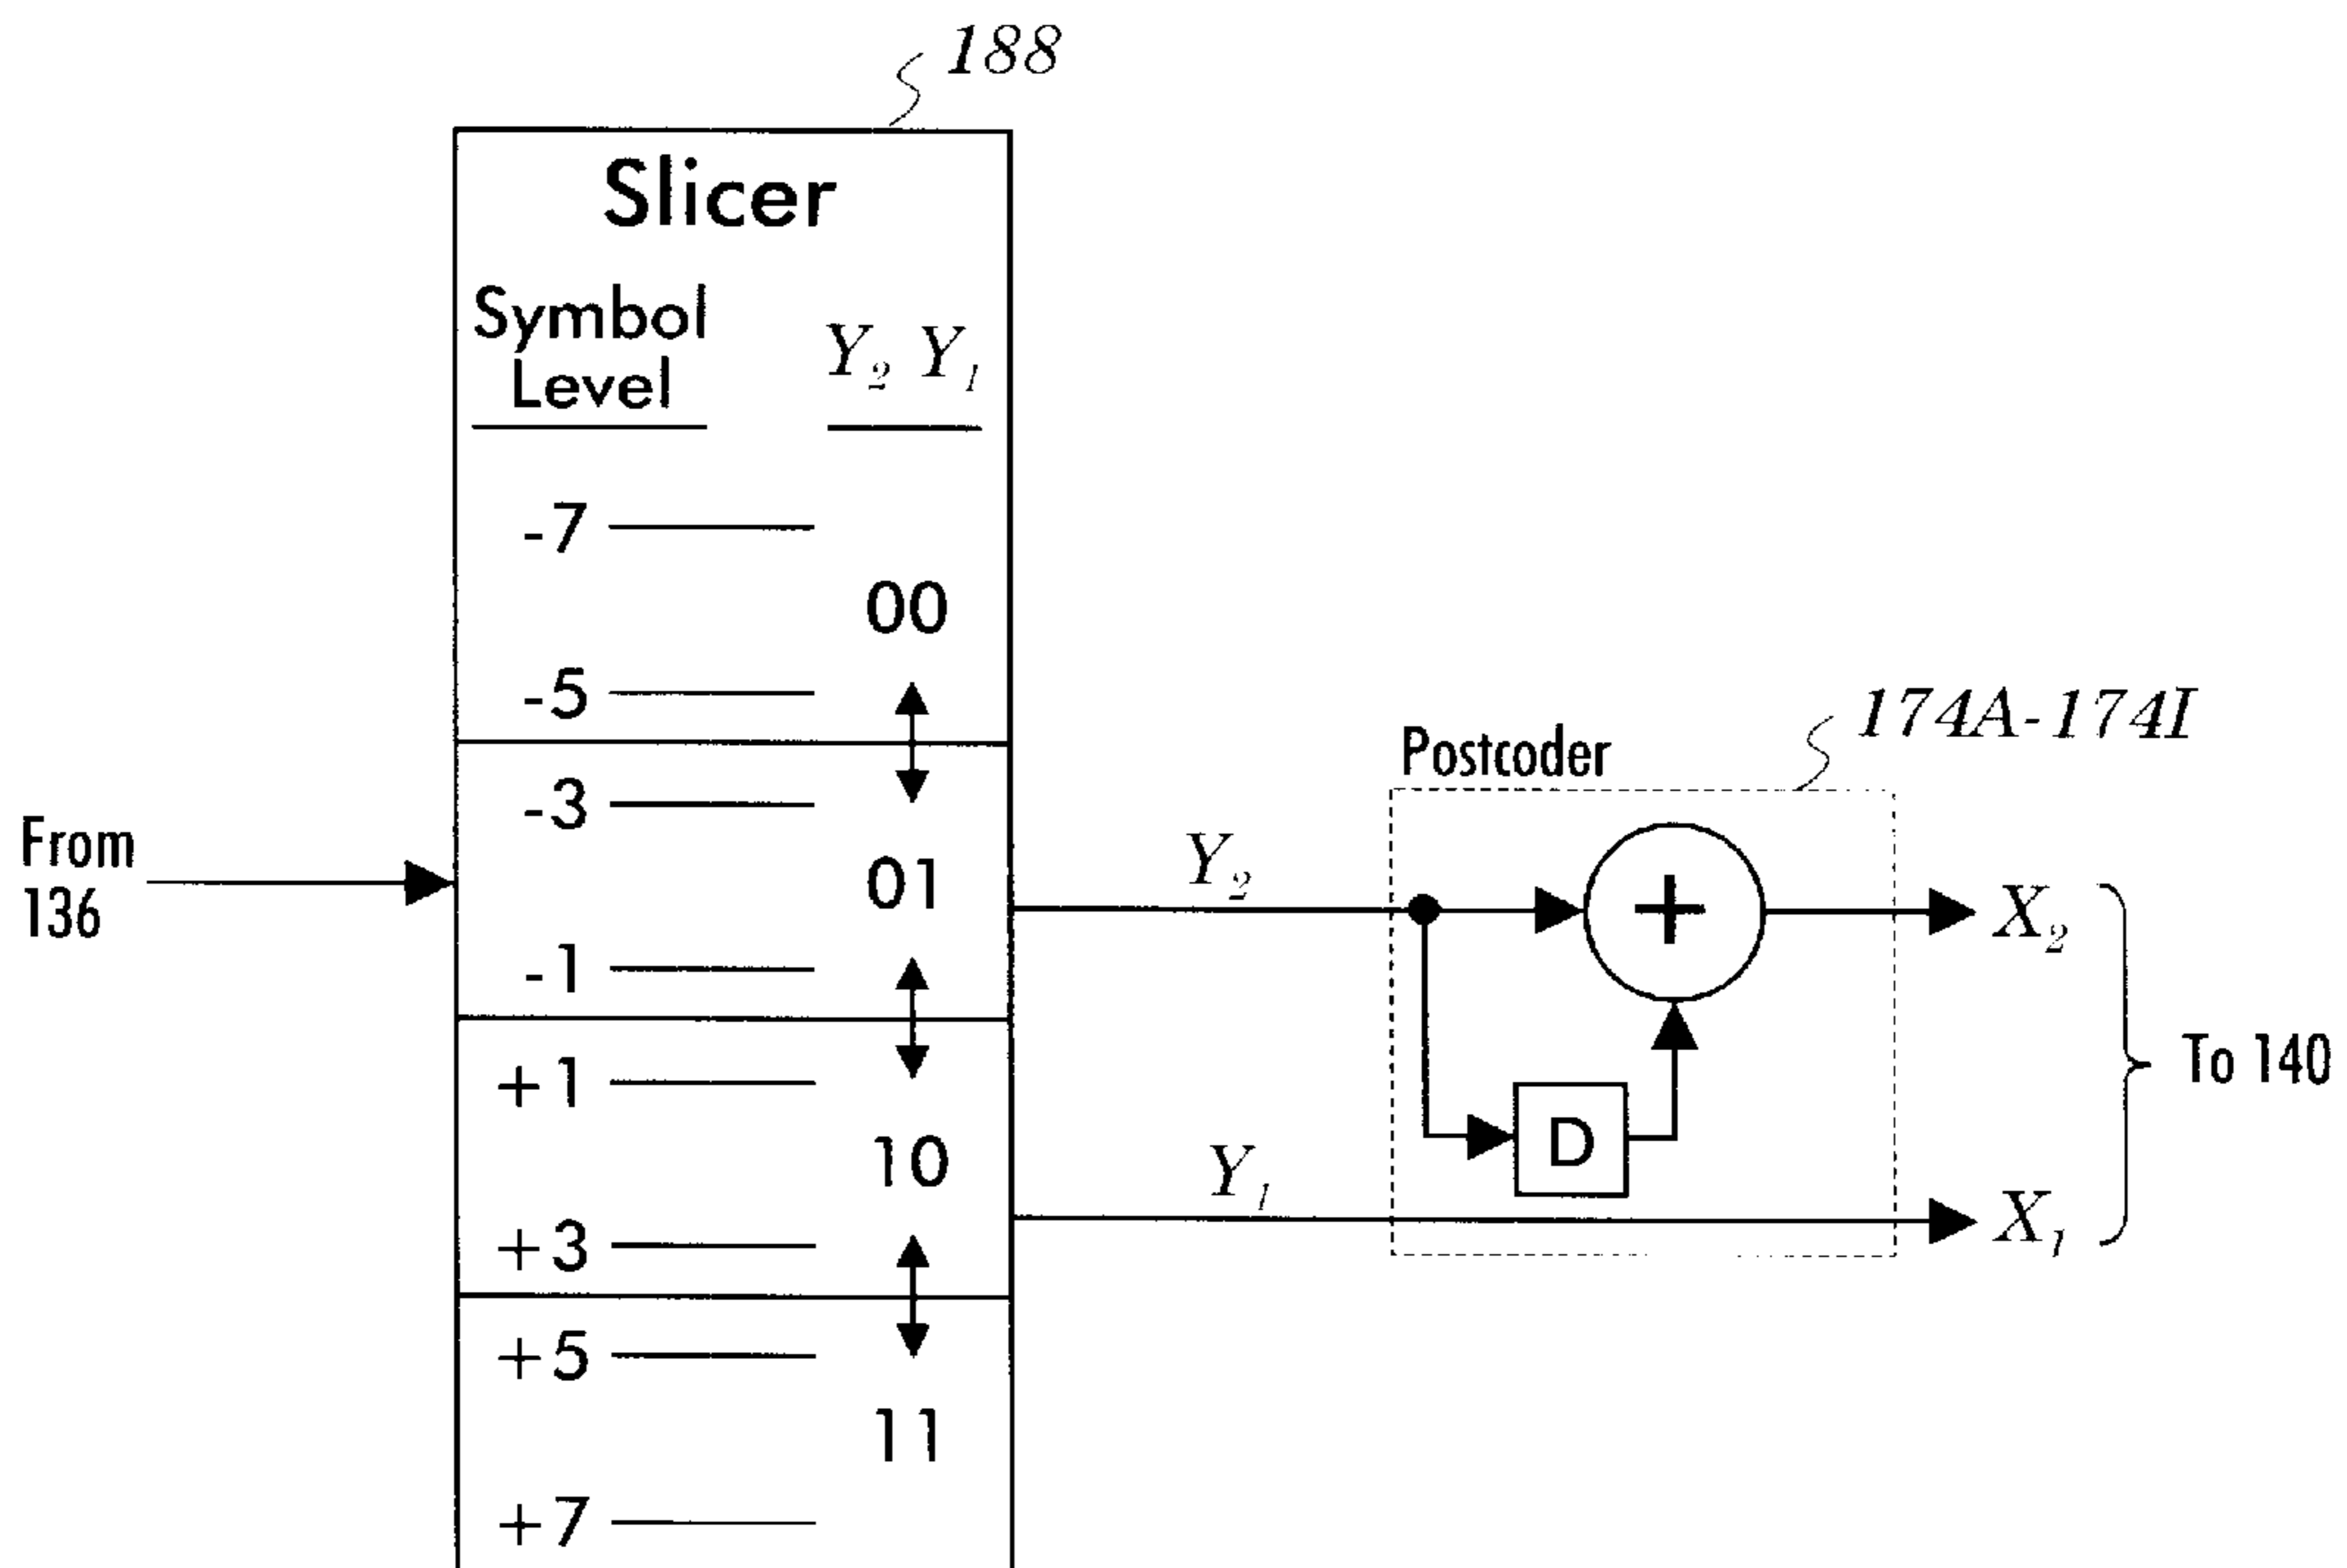 188
Slicer
Symbol
Level
Y₂ Y₁
-7
00
-5
-3
01
-1
+1
10
+3
+5
11
+7
From
136
Y₂
Y₁
Postcoder
174A-174I
+
D
X₂
X₁
To 140